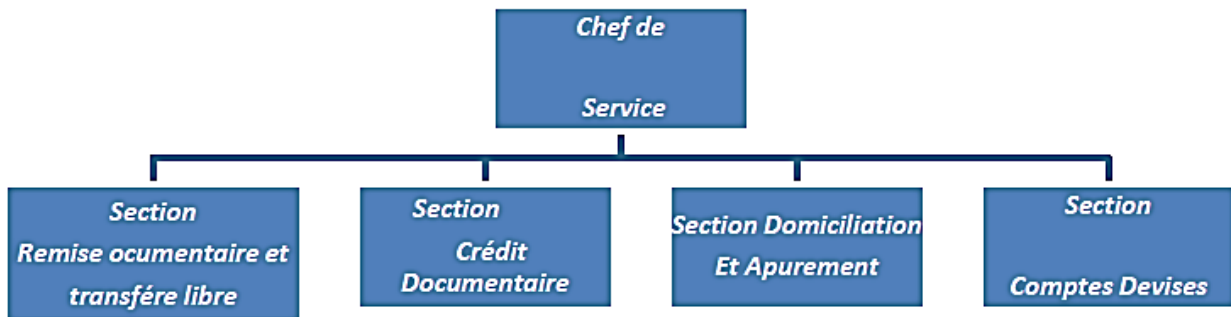 Chef de
Service
Section
Remise ocumentaire et
transfére libre
Section
Crédit
Documentaire
Section Domiciliation
Et Apurement
Section
Comptes Devises